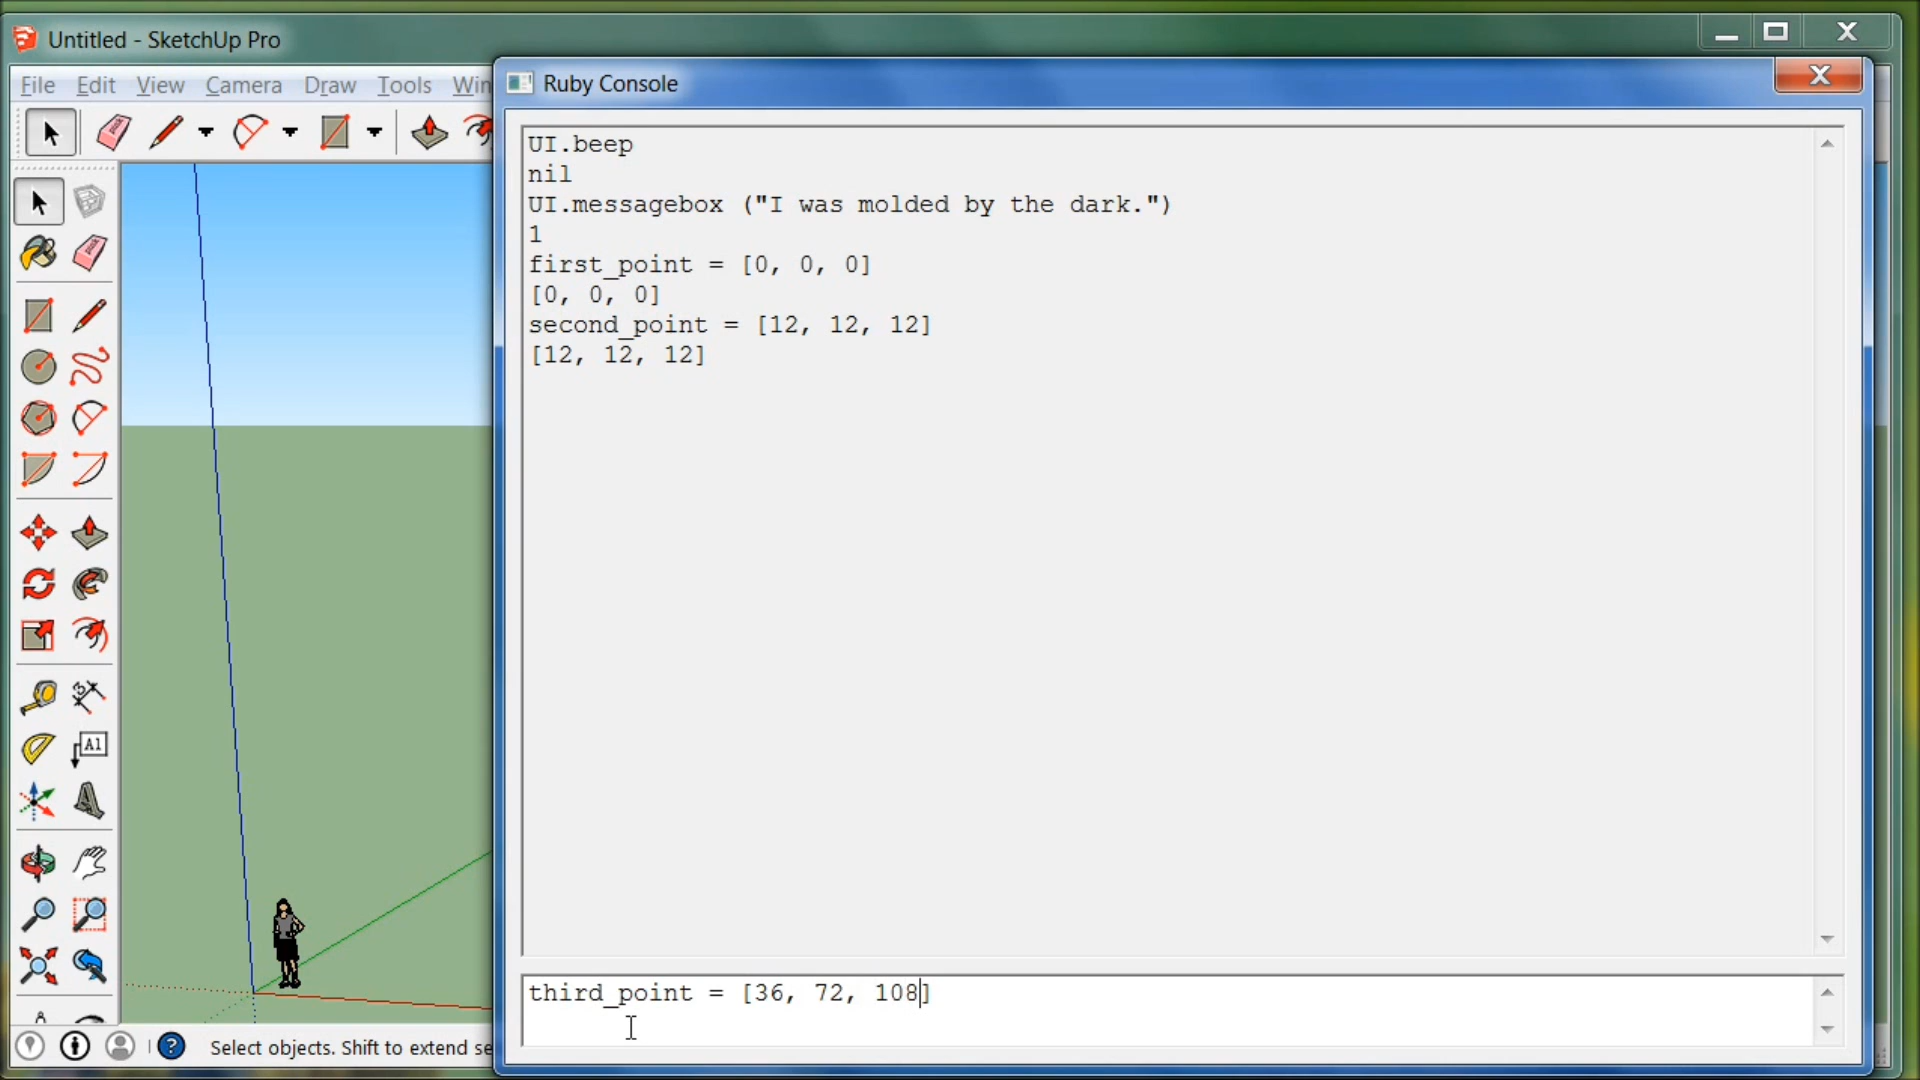 Untitled - SketchUp Pro
File Edit View Camera Draw Tools Win
Ruby Console
UI.beep
nil
UI.messagebox ("I was molded by the dark.")
1
first_point = [0, 0, 0]
[0, 0, 0]
second_point = [12, 12, 12]
[12, 12, 12]
A1
third_point = [36, 72, 108]
Select objects. Shift to extend se